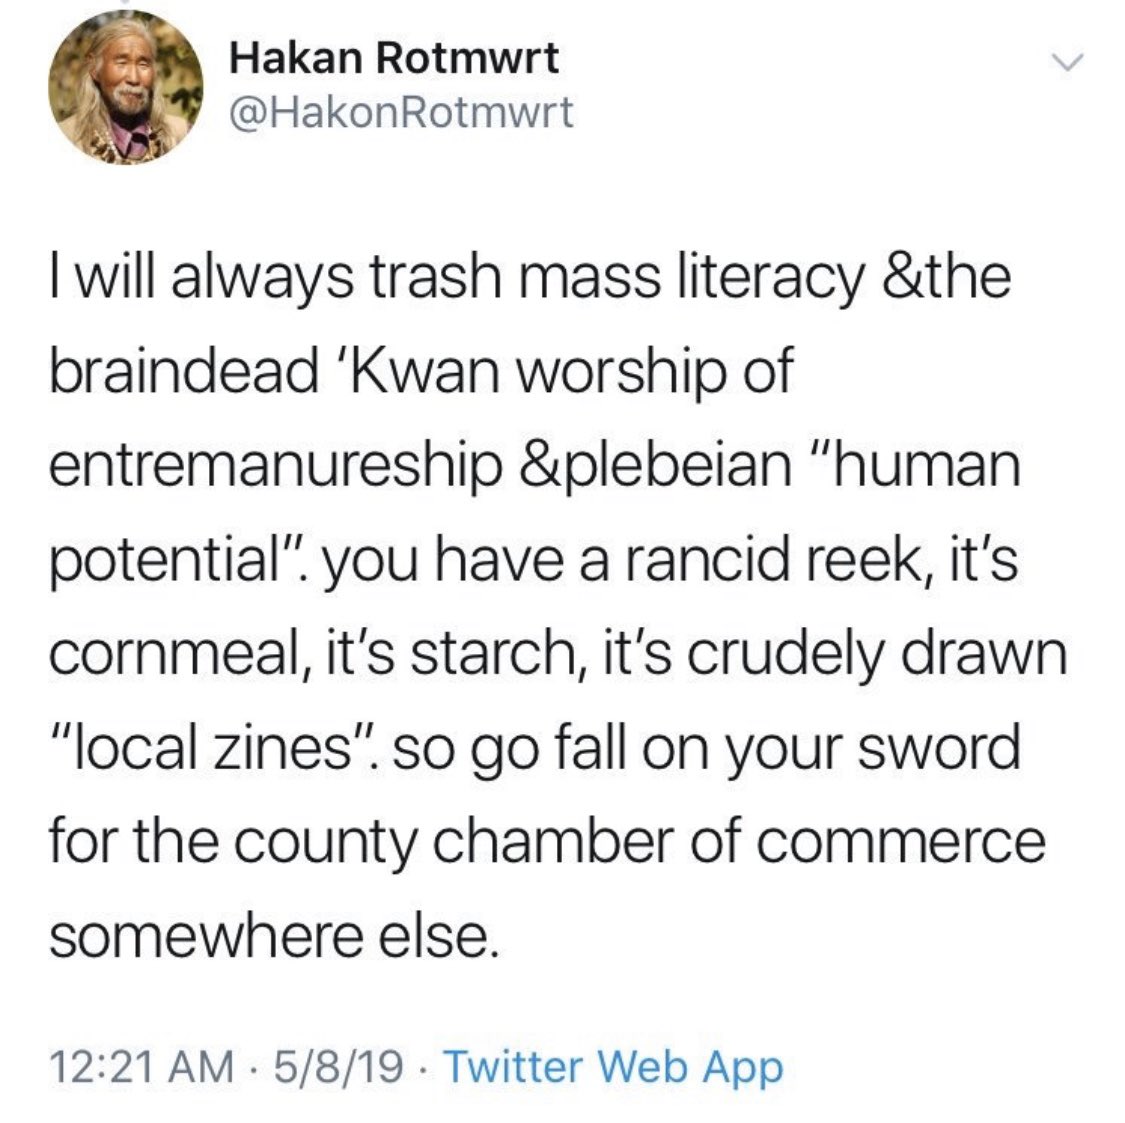 Hakan Rotmwrt
@HakonRotmwrt
I will always trash mass literacy &the
braindead 'Kwan worship of
entremanureship &plebeian "human
potential". you have a rancid reek, it's
cornmeal, it's starch, it's crudely drawn
"local zines". so go fall on your sword
for the county chamber of commerce
somewhere else.
12:21 AM · 5/8/19 · Twitter Web App